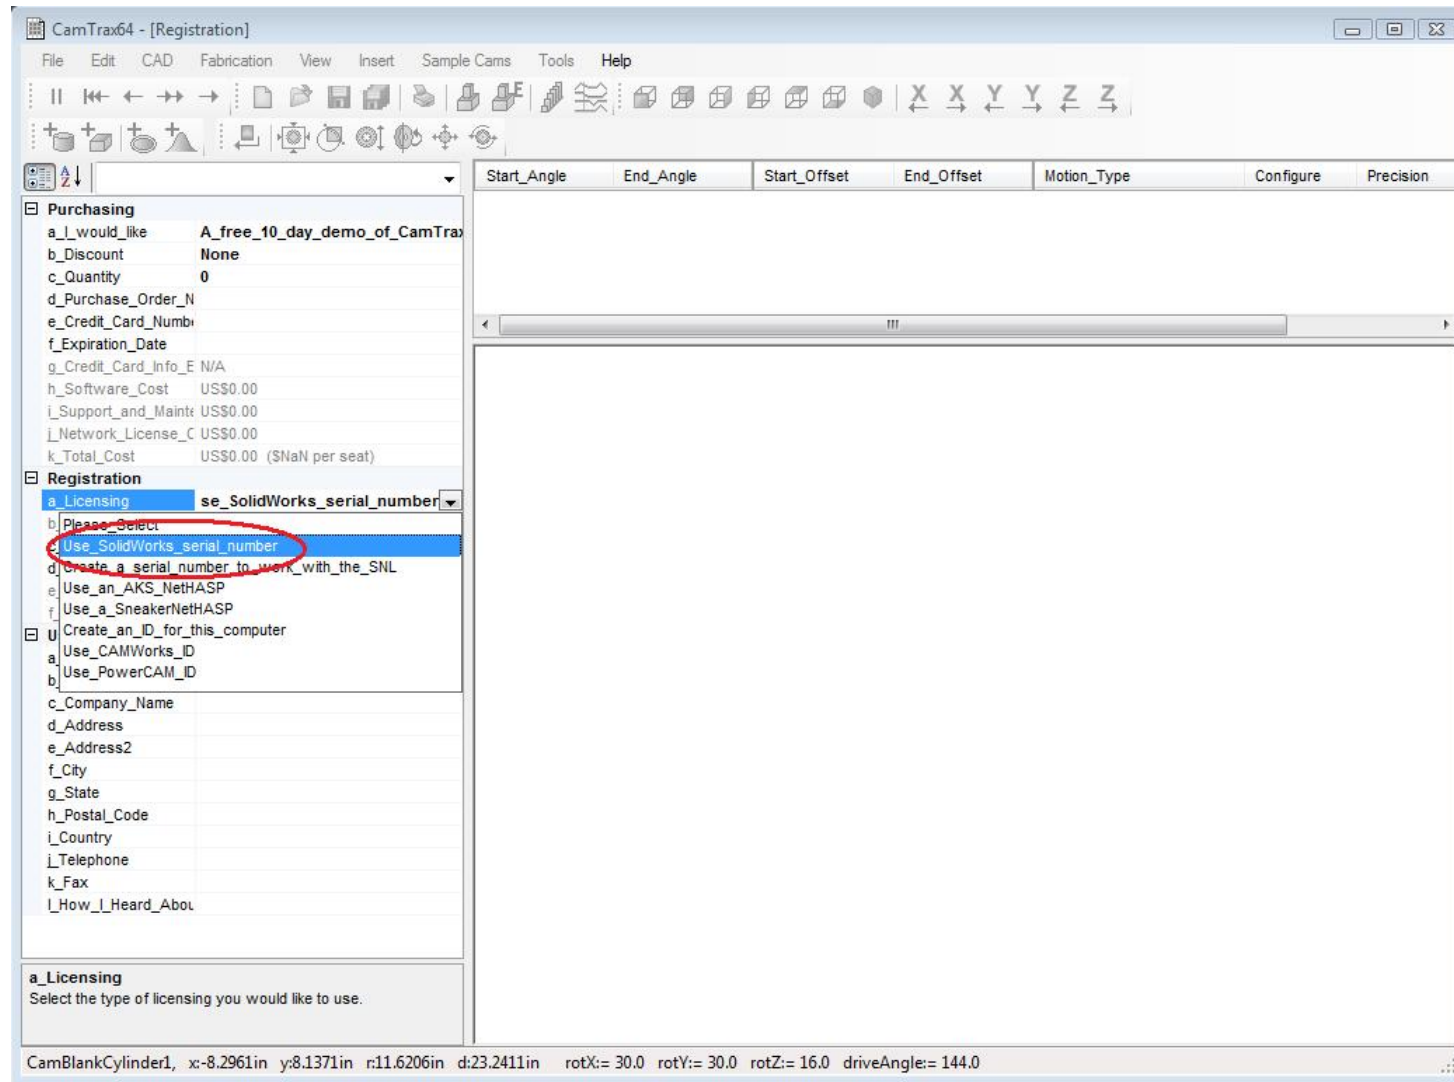 CamTrax64 - [Registration]
File Edit CAD Fabrication View Insert Sample Cams Tools Help
X X Y Y Z Z
Start_Angle End_Angle Start_Offset End_Offset Motion_Type Configure Precision
Purchasing
a_I_would_like A_free_10_day_demo_of_CamTrax
b_Discount None
c_Quantity 0
d_Purchase_Order_N
e_Credit_Card_Numb
f_Expiration_Date
g_Credit_Card_Info_E N/A
h_Software_Cost US$0.00
i_Support_and_Mainte US$0.00
j_Network_License_C US$0.00
k_Total_Cost US$0.00 ($NaN per seat)
Registration
a_Licensing se_SolidWorks_serial_number
b Please_Select
c Use_SolidWorks_serial_number
d Create_a_serial_number_to_work_with_the_SNL
e Use_an_AKS_NetHASP
f Use_a_SneakerNetHASP
U Create_an_ID_for_this_computer
a Use_CAMWorks_ID
b Use_PowerCAM_ID
c_Company_Name
d_Address
e_Address2
f_City
g_State
h_Postal_Code
i_Country
j_Telephone
k_Fax
l_How_I_Heard_Abou
a_Licensing
Select the type of licensing you would like to use.
CamBlankCylinder1, x:-8.2961in y:8.1371in r:11.6206in d:23.2411in rotX:= 30.0 rotY:= 30.0 rotZ:= 16.0 driveAngle:= 144.0